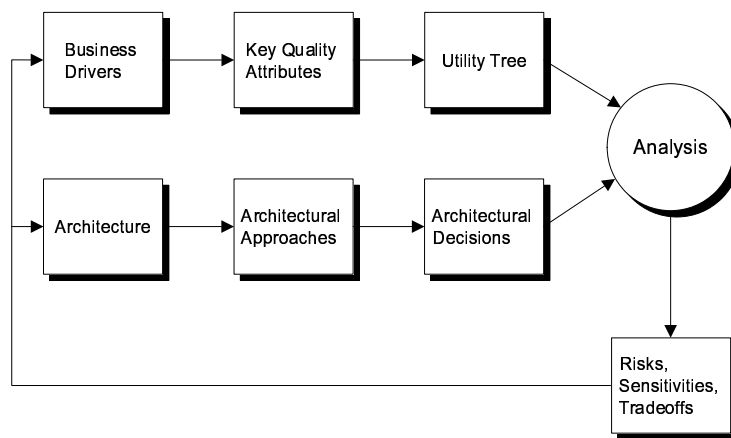 Business
Drivers
Key Quality
Attributes
Utility Tree
Analysis
Architecture
Architectural
Approaches
Architectural
Decisions
Risks,
Sensitivities,
Tradeoffs